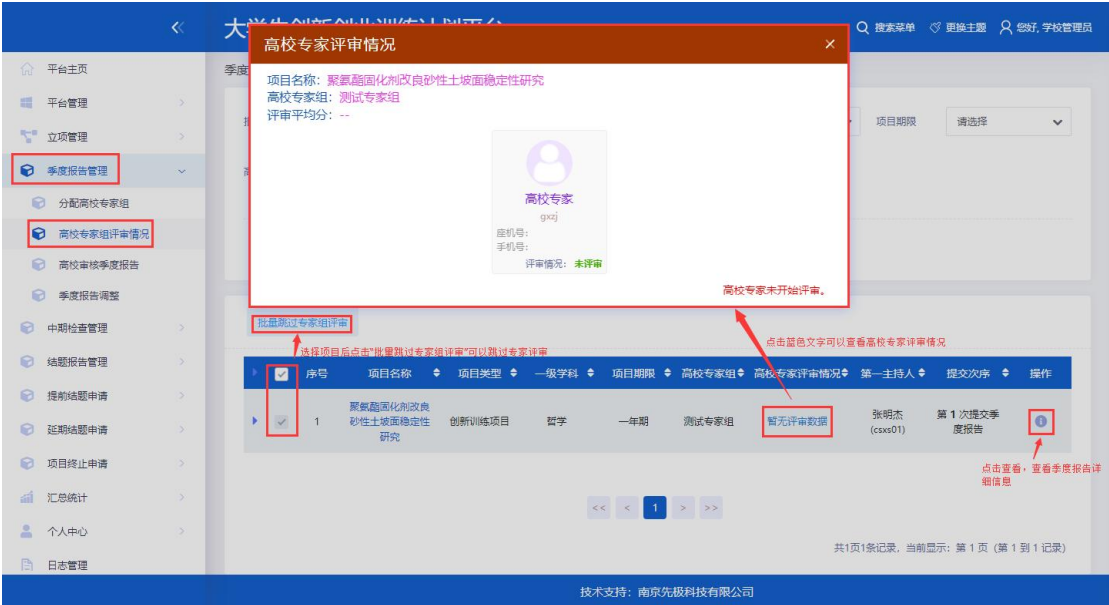 大学生创新创业训练计划平台
搜索菜单
更换主题
您好, 学校管理员
平台主页
平台管理
立项管理
季度报告管理
分配高校专家组
高校专家组评审情况
高校审核季度报告
季度报告调整
中期检查管理
结题报告管理
提前结题申请
延期结题申请
项目终止申请
汇总统计
个人中心
日志管理
季度
高校专家评审情况
×
项目名称: 聚氨酯固化剂改良砂性土坡面稳定性研究
高校专家组: 测试专家组
评审平均分: --
高校专家
gxzj
座机号:
手机号:
评审情况: 未评审
高校专家未开始评审。
项目期限
请选择
批量跳过专家组评审
选择项目后点击“批量跳过专家组评审”可以跳过专家评审
点击蓝色文字可以查看高校专家评审情况
序号 项目名称 项目类型 一级学科 项目期限 高校专家组 高校专家评审情况 第一主持人 提交次序 操作
1
聚氨酯固化剂改良
砂性土坡面稳定性
研究
创新训练项目
哲学
一年期
测试专家组
暂无评审数据
张明杰
(csxs01)
第 1 次提交季
度报告
点击查看，查看季度报告详
细信息
<< < 1 > >>
共1页1条记录, 当前显示: 第 1 页 (第 1 到 1 记录)
技术支持: 南京先极科技有限公司